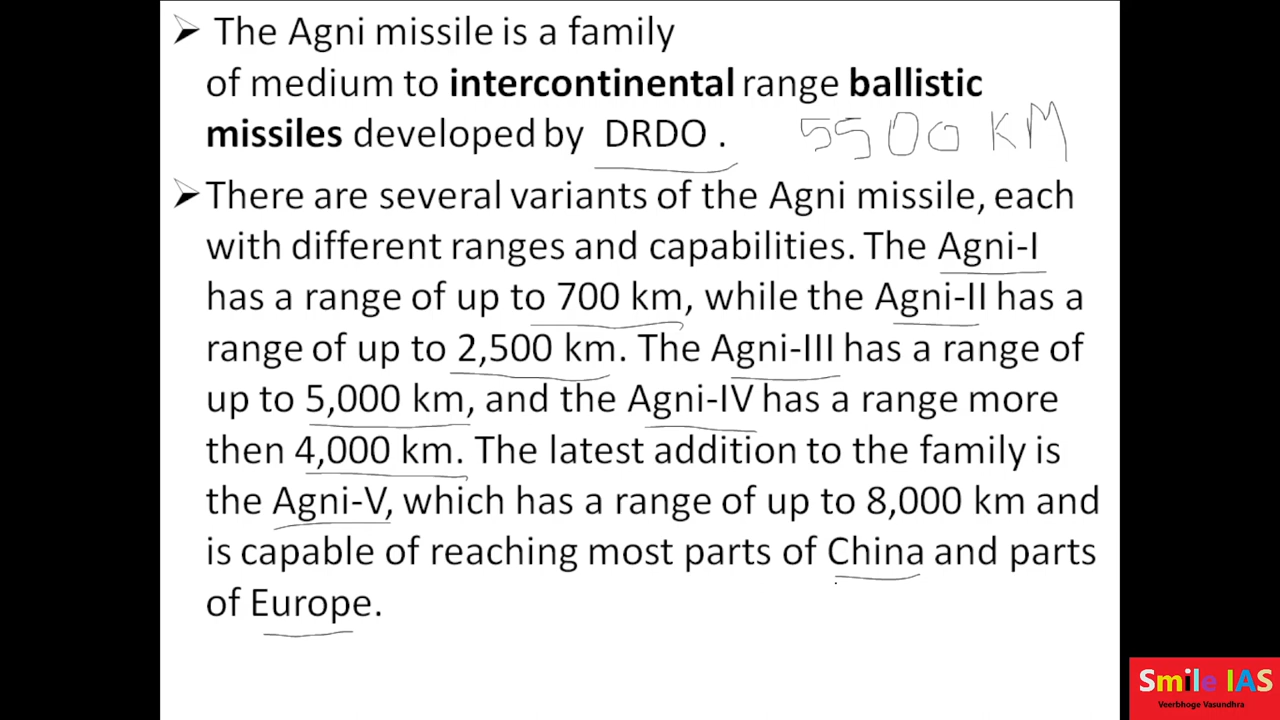 ➢ The Agni missile is a family
of medium to intercontinental range ballistic
missiles developed by DRDO . 5500 KM
➢ There are several variants of the Agni missile, each
with different ranges and capabilities. The Agni-I
has a range of up to 700 km, while the Agni-II has a
range of up to 2,500 km. The Agni-III has a range of
up to 5,000 km, and the Agni-IV has a range more
then 4,000 km. The latest addition to the family is
the Agni-V, which has a range of up to 8,000 km and
is capable of reaching most parts of China and parts
of Europe.
Smile IAS
Veerbhoge Vasundhra